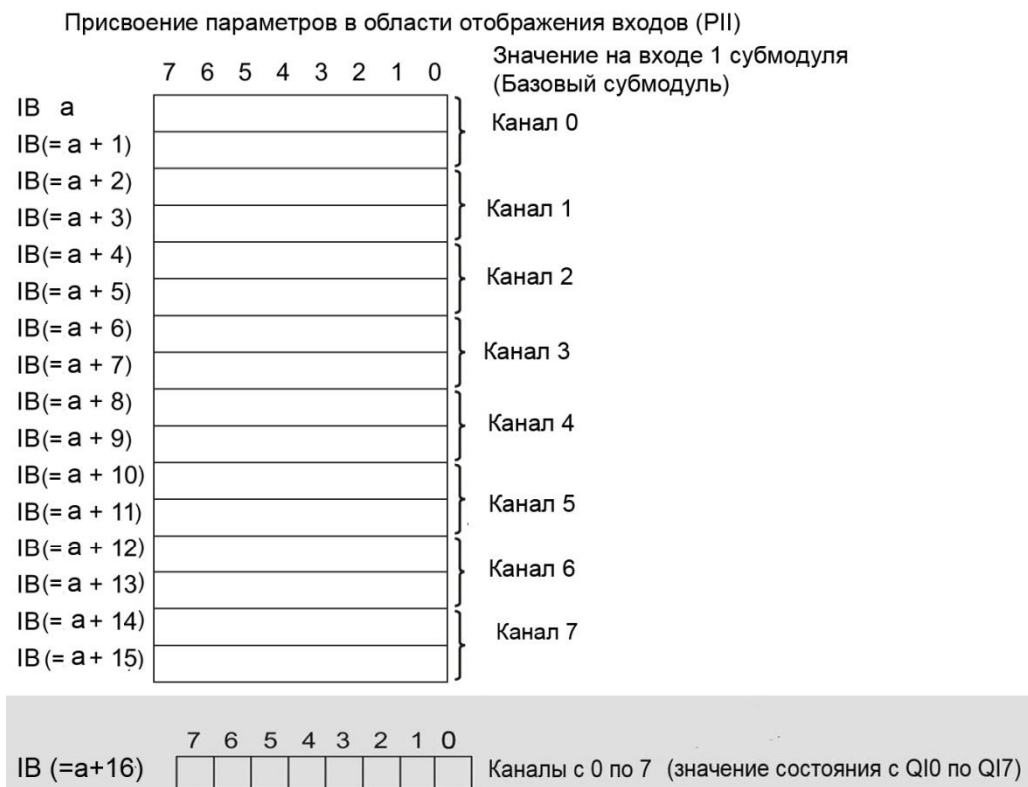 Присвоение параметров в области отображения входов (PII)
Значение на входе 1 субмодуля
(Базовый субмодуль)
7 6 5 4 3 2 1 0
IB a
Канал 0
IB(= a + 1)
IB(= a + 2)
Канал 1
IB(= a + 3)
IB(= a + 4)
Канал 2
IB(= a + 5)
IB(= a + 6)
Канал 3
IB(= a + 7)
IB(= a + 8)
Канал 4
IB(= a + 9)
IB(= a + 10)
Канал 5
IB(= a + 11)
IB(= a + 12)
Канал 6
IB(= a + 13)
IB(= a + 14)
Канал 7
IB (= a + 15)
7 6 5 4 3 2 1 0
IB (=a+16) Каналы с 0 по 7 (значение состояния с QI0 по QI7)